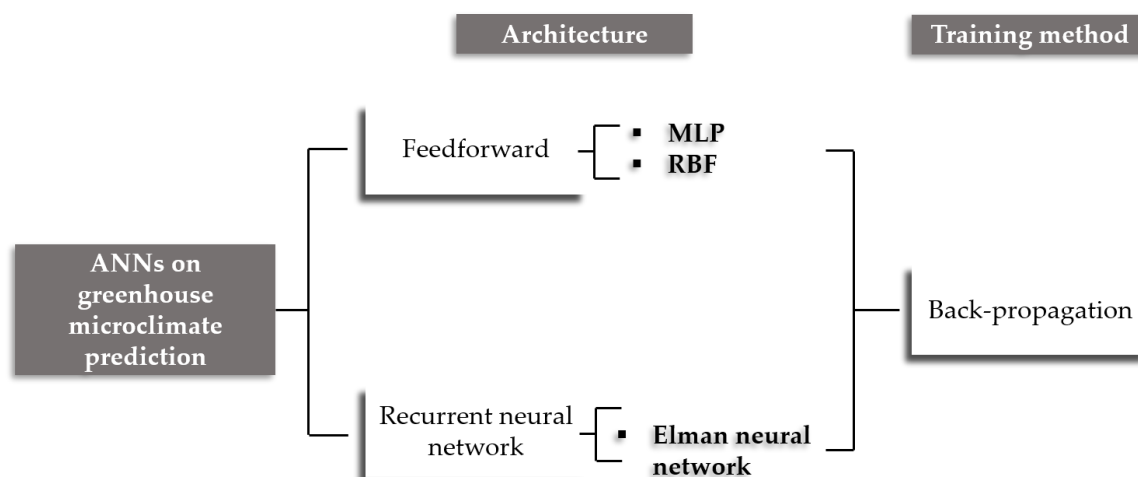 Architecture
Training method
Feedforward
▪ MLP
▪ RBF
ANNs on
greenhouse
microclimate
prediction
Back-propagation
Recurrent neural
network
▪ Elman neural
network